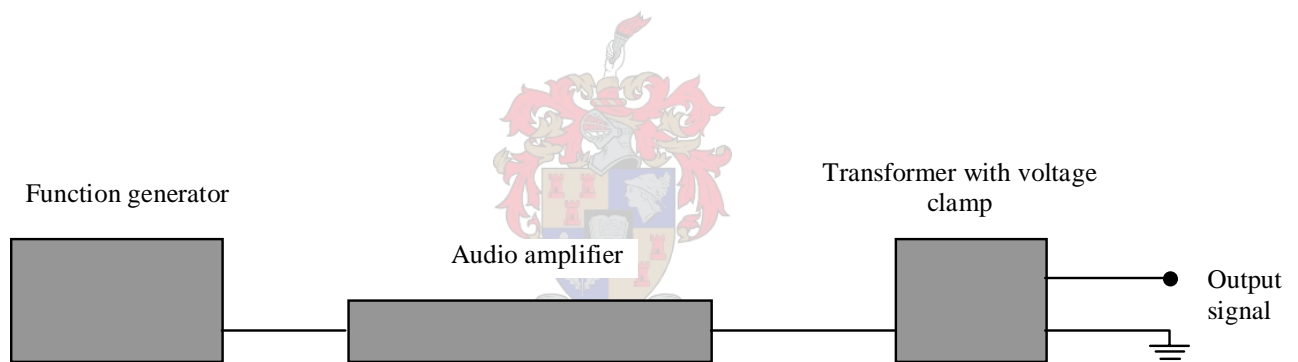 Function generator
Audio amplifier
Transformer with voltage
clamp
Output
signal